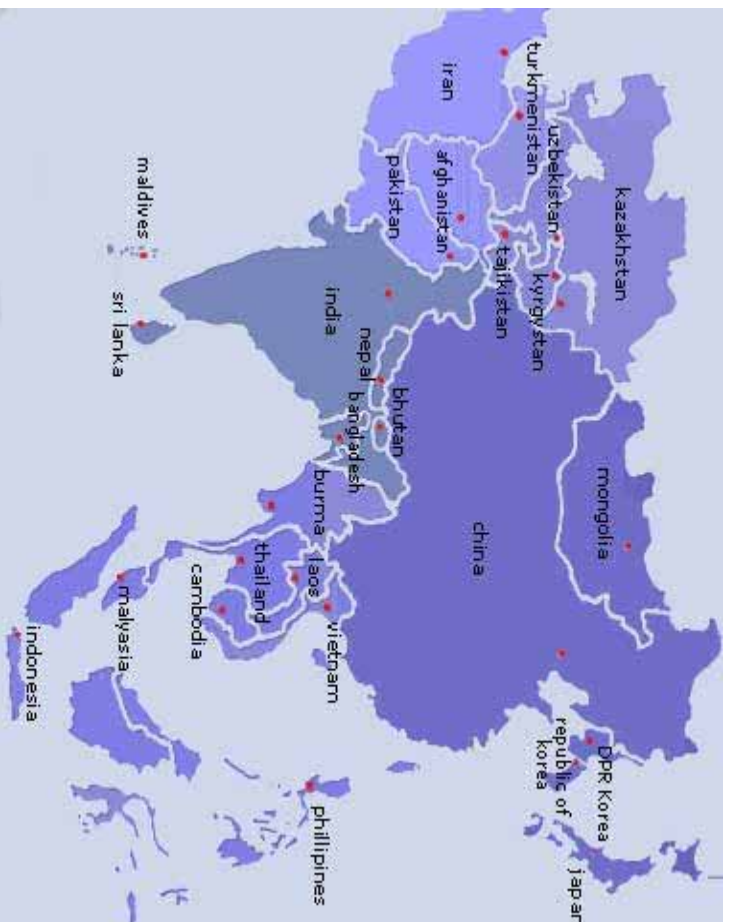 kazakhstan
uzbekistan
turkmenistan
kyrgystan
tajikistan
iran
afghanistan
pakistan
mongolia
china
DPR Korea
republic of
korea
japan
india
nepal
bhutan
bangladesh
burma
laos
vietnam
thailand
cambodia
phillipines
maldives
sri lanka
malyasia
indonesia